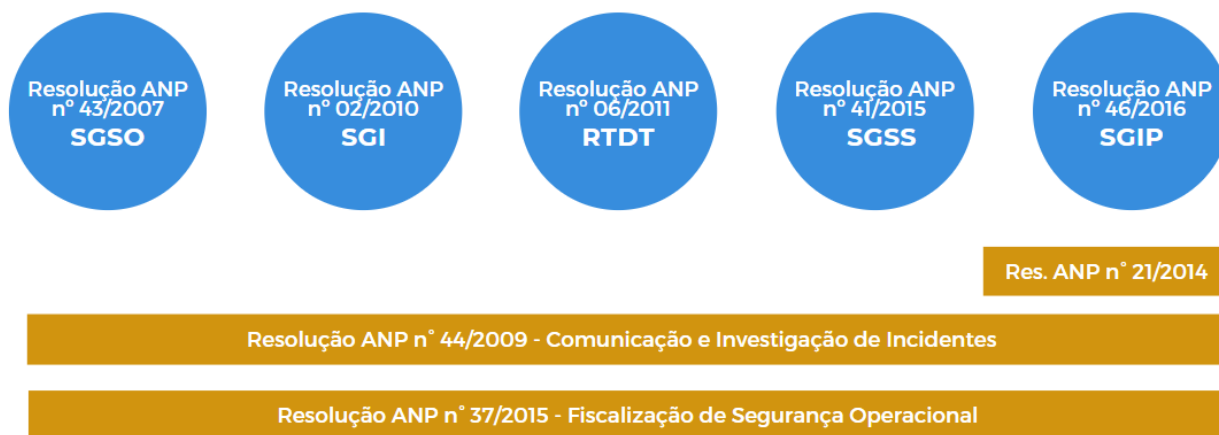 Resolução ANP
nº 43/2007
SGSO
Resolução ANP
nº 02/2010
SGI
Resolução ANP
nº 06/2011
RTDT
Resolução ANP
nº 41/2015
SGSS
Resolução ANP
nº 46/2016
SGIP
Res. ANP n° 21/2014
Resolução ANP n° 44/2009 - Comunicação e Investigação de Incidentes
Resolução ANP n° 37/2015 - Fiscalização de Segurança Operacional